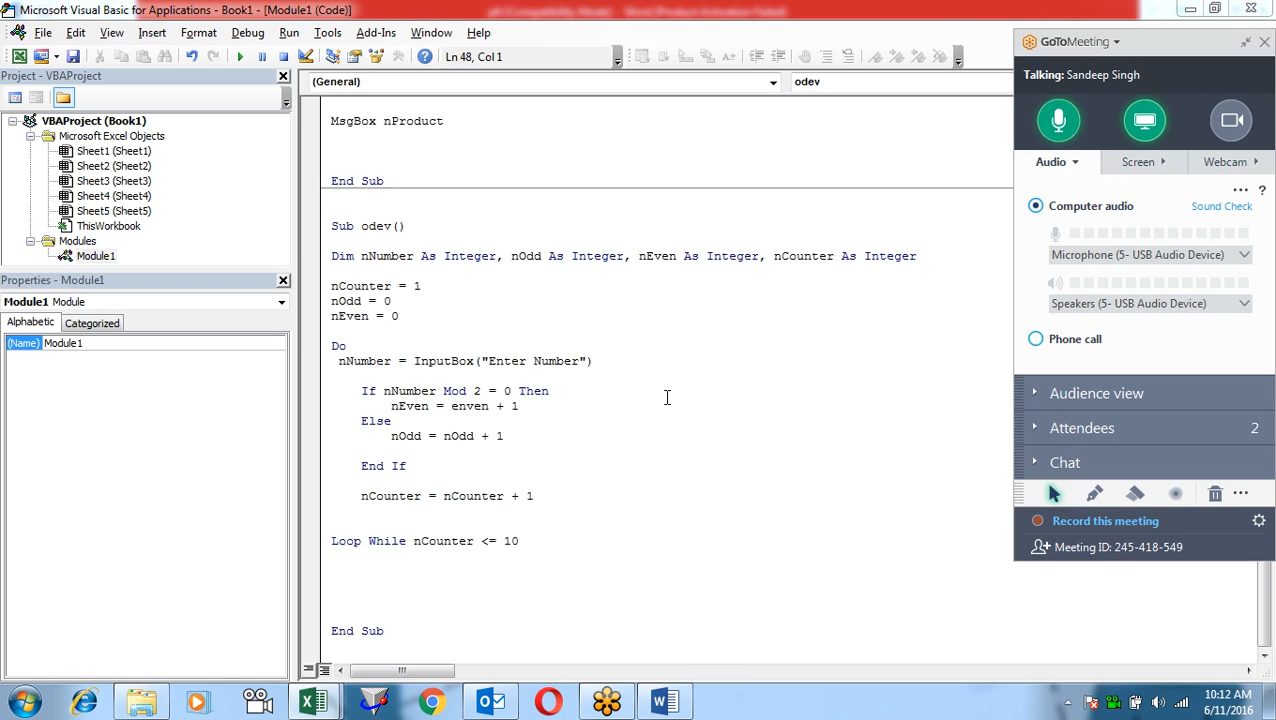 Microsoft Visual Basic for Applications - Book1 - [Module1 (Code)]
File Edit View Insert Format Debug Run Tools Add-Ins Window Help
Ln 48, Col 1
Project - VBAProject
VBAProject (Book1)
Microsoft Excel Objects
Sheet1 (Sheet1)
Sheet2 (Sheet2)
Sheet3 (Sheet3)
Sheet4 (Sheet4)
Sheet5 (Sheet5)
ThisWorkbook
Modules
Module1
Properties - Module1
Module1 Module
Alphabetic Categorized
(Name) Module1
(General) odev
MsgBox nProduct
End Sub
Sub odev()
Dim nNumber As Integer, nOdd As Integer, nEven As Integer, nCounter As Integer
nCounter = 1
nOdd = 0
nEven = 0
Do
nNumber = InputBox("Enter Number")
If nNumber Mod 2 = 0 Then
nEven = enven + 1
Else
nOdd = nOdd + 1
End If
nCounter = nCounter + 1
Loop While nCounter <= 10
End Sub
GoToMeeting
Talking: Sandeep Singh
Audio Screen Webcam
Computer audio Sound Check
Microphone (5- USB Audio Device)
Speakers (5- USB Audio Device)
Phone call
Audience view
Attendees 2
Chat
Record this meeting
Meeting ID: 245-418-549
10:12 AM
6/11/2016